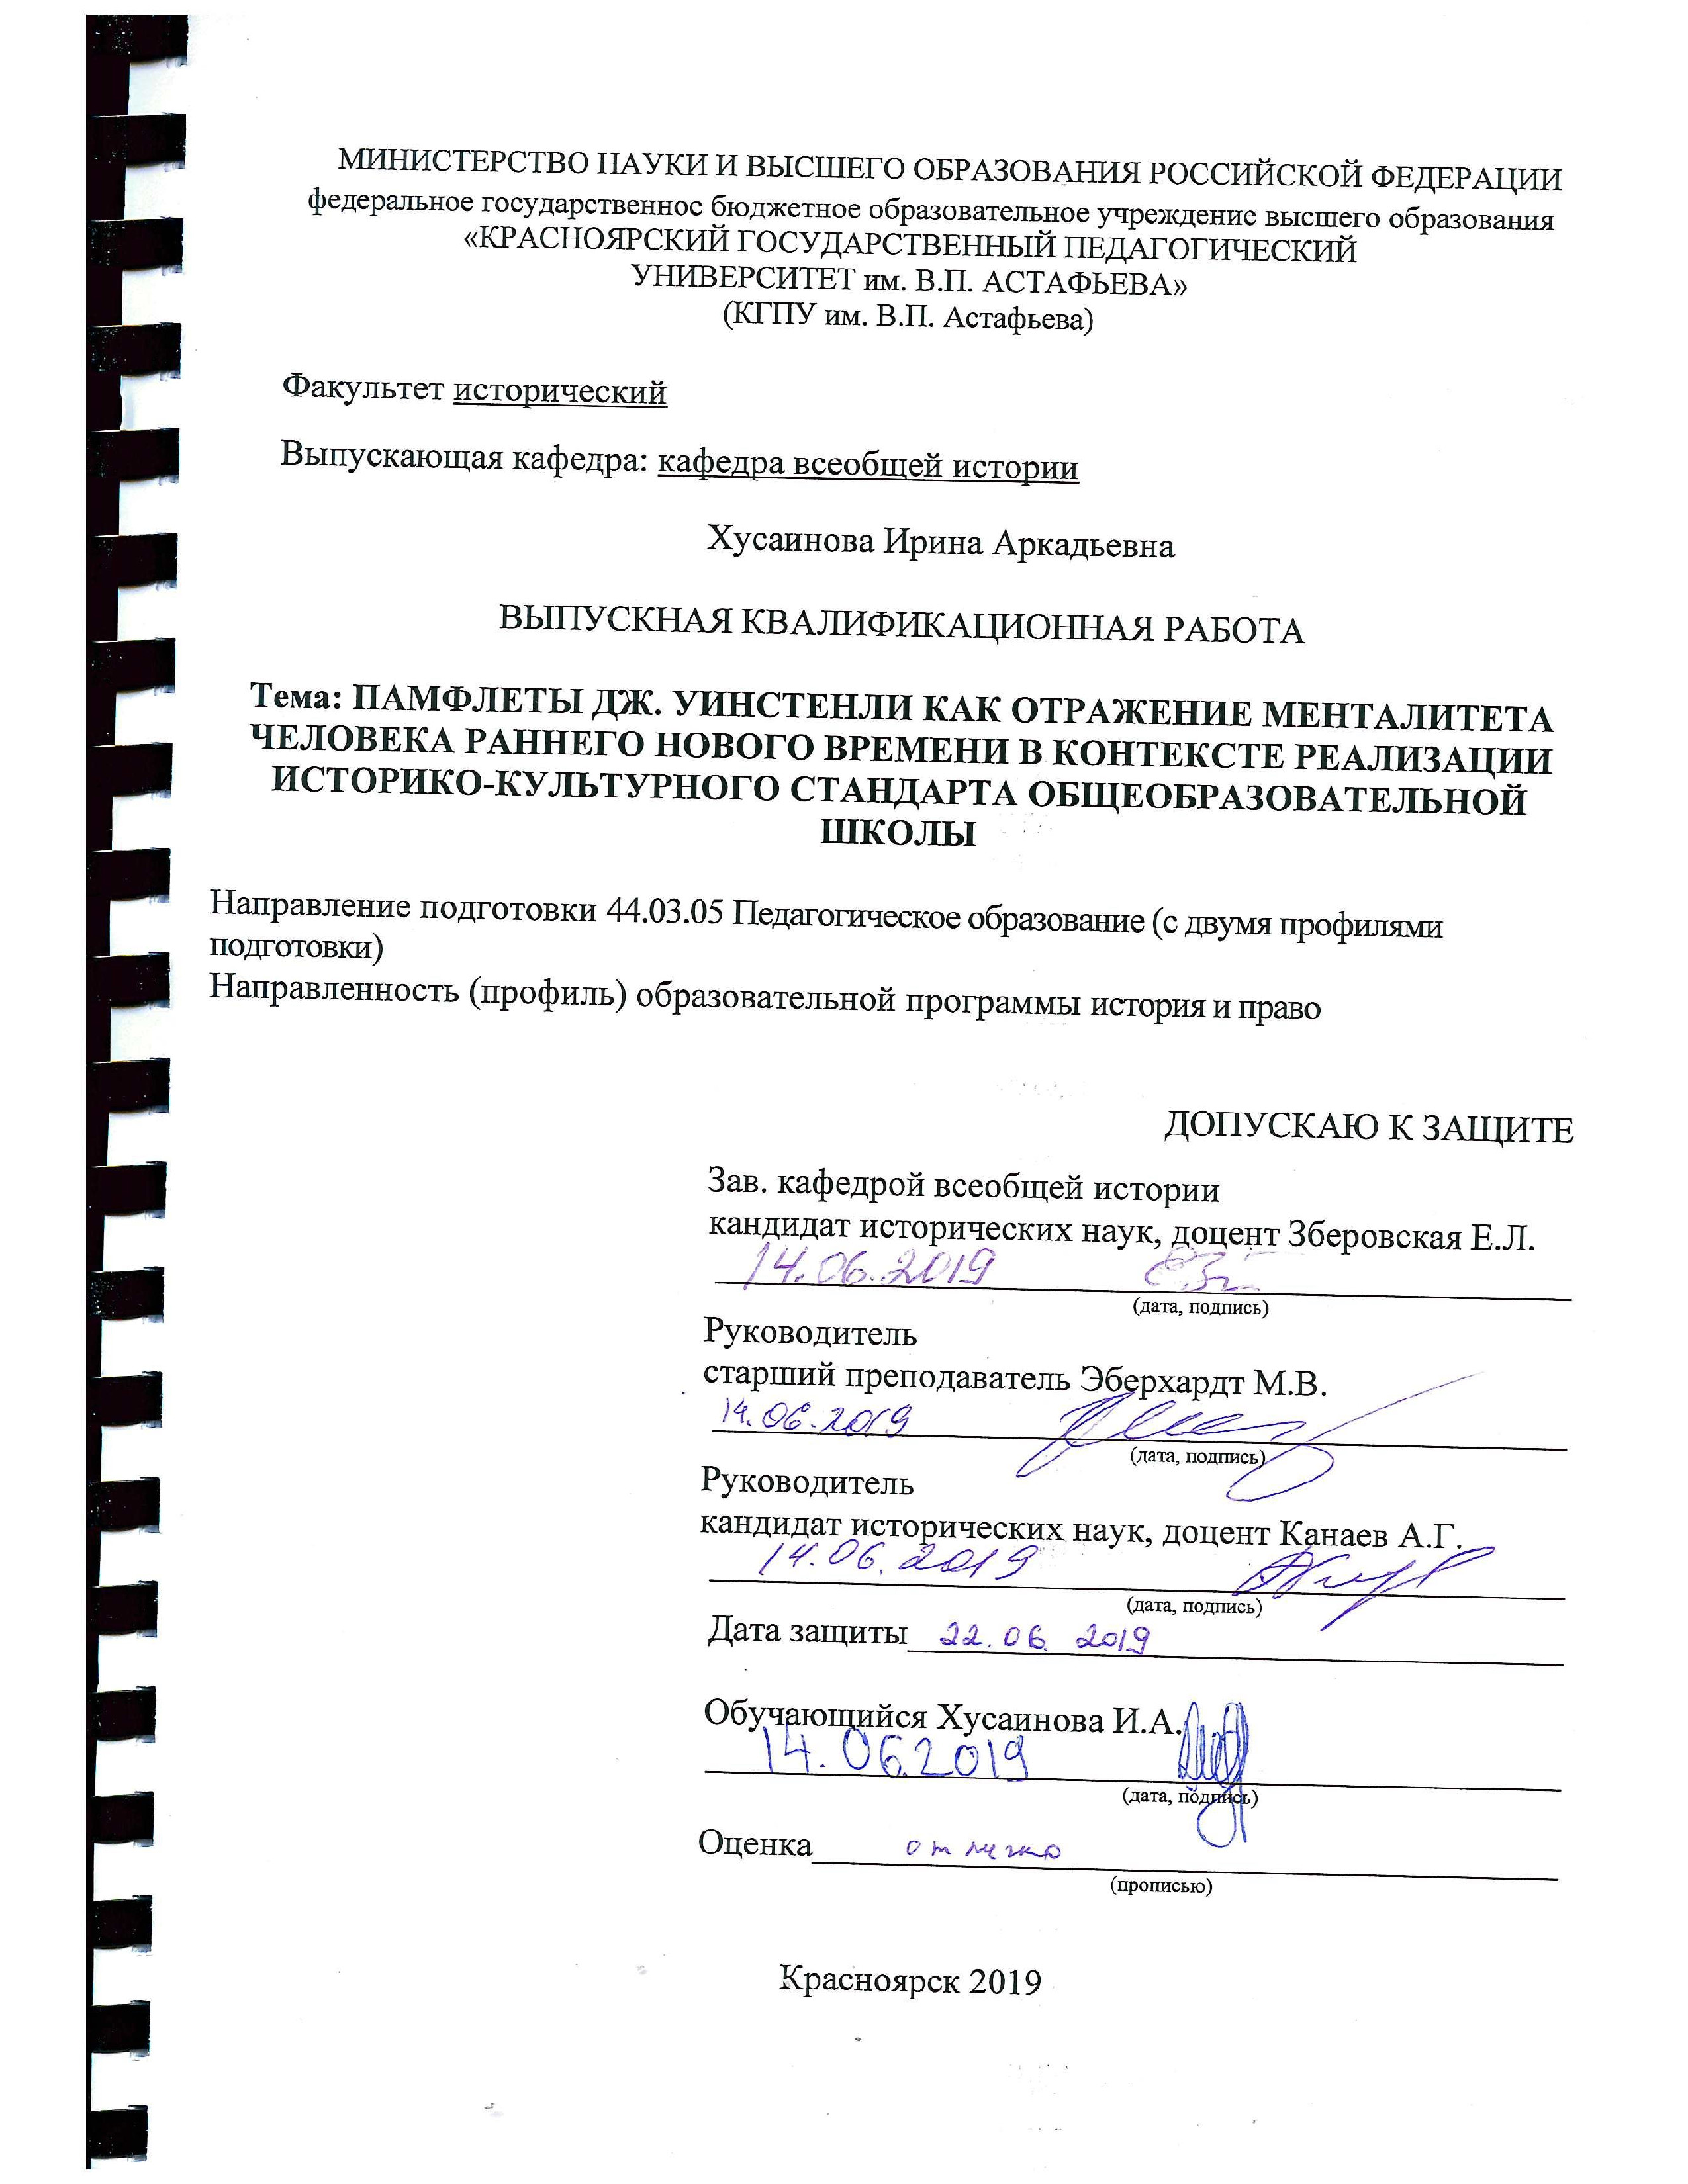 МИНИСТЕРСТВО НАУКИ И ВЫСШЕГО ОБРАЗОВАНИЯ РОССИЙСКОЙ ФЕДЕРАЦИИ
федеральное государственное бюджетное образовательное учреждение высшего образования
«КРАСНОЯРСКИЙ ГОСУДАРСТВЕННЫЙ ПЕДАГОГИЧЕСКИЙ
УНИВЕРСИТЕТ им. В.П. АСТАФЬЕВА»
(КГПУ им. В.П. Астафьева)
Факультет исторический
Выпускающая кафедра: кафедра всеобщей истории
Хусаинова Ирина Аркадьевна
ВЫПУСКНАЯ КВАЛИФИКАЦИОННАЯ РАБОТА
Тема: ПАМФЛЕТЫ ДЖ. УИНСТЕНЛИ КАК ОТРАЖЕНИЕ МЕНТАЛИТЕТА
ЧЕЛОВЕКА РАННЕГО НОВОГО ВРЕМЕНИ В КОНТЕКСТЕ РЕАЛИЗАЦИИ
ИСТОРИКО-КУЛЬТУРНОГО СТАНДАРТА ОБЩЕОБРАЗОВАТЕЛЬНОЙ
ШКОЛЫ
Направление подготовки 44.03.05 Педагогическое образование (с двумя профилями
подготовки)
Направленность (профиль) образовательной программы история и право
ДОПУСКАЮ К ЗАЩИТЕ
Зав. кафедрой всеобщей истории
кандидат исторических наук, доцент Зберовская Е.Л.
14.06.2019
(дата, подпись)
Руководитель
старший преподаватель Эберхардт М.В.
14.06.2019
(дата, подпись)
Руководитель
кандидат исторических наук, доцент Канаев А.Г.
14.06.2019
(дата, подпись)
Дата защиты 22.06.2019
Обучающийся Хусаинова И.А.
14.06.2019
(дата, подпись)
Оценка отлично
(прописью)
Красноярск 2019